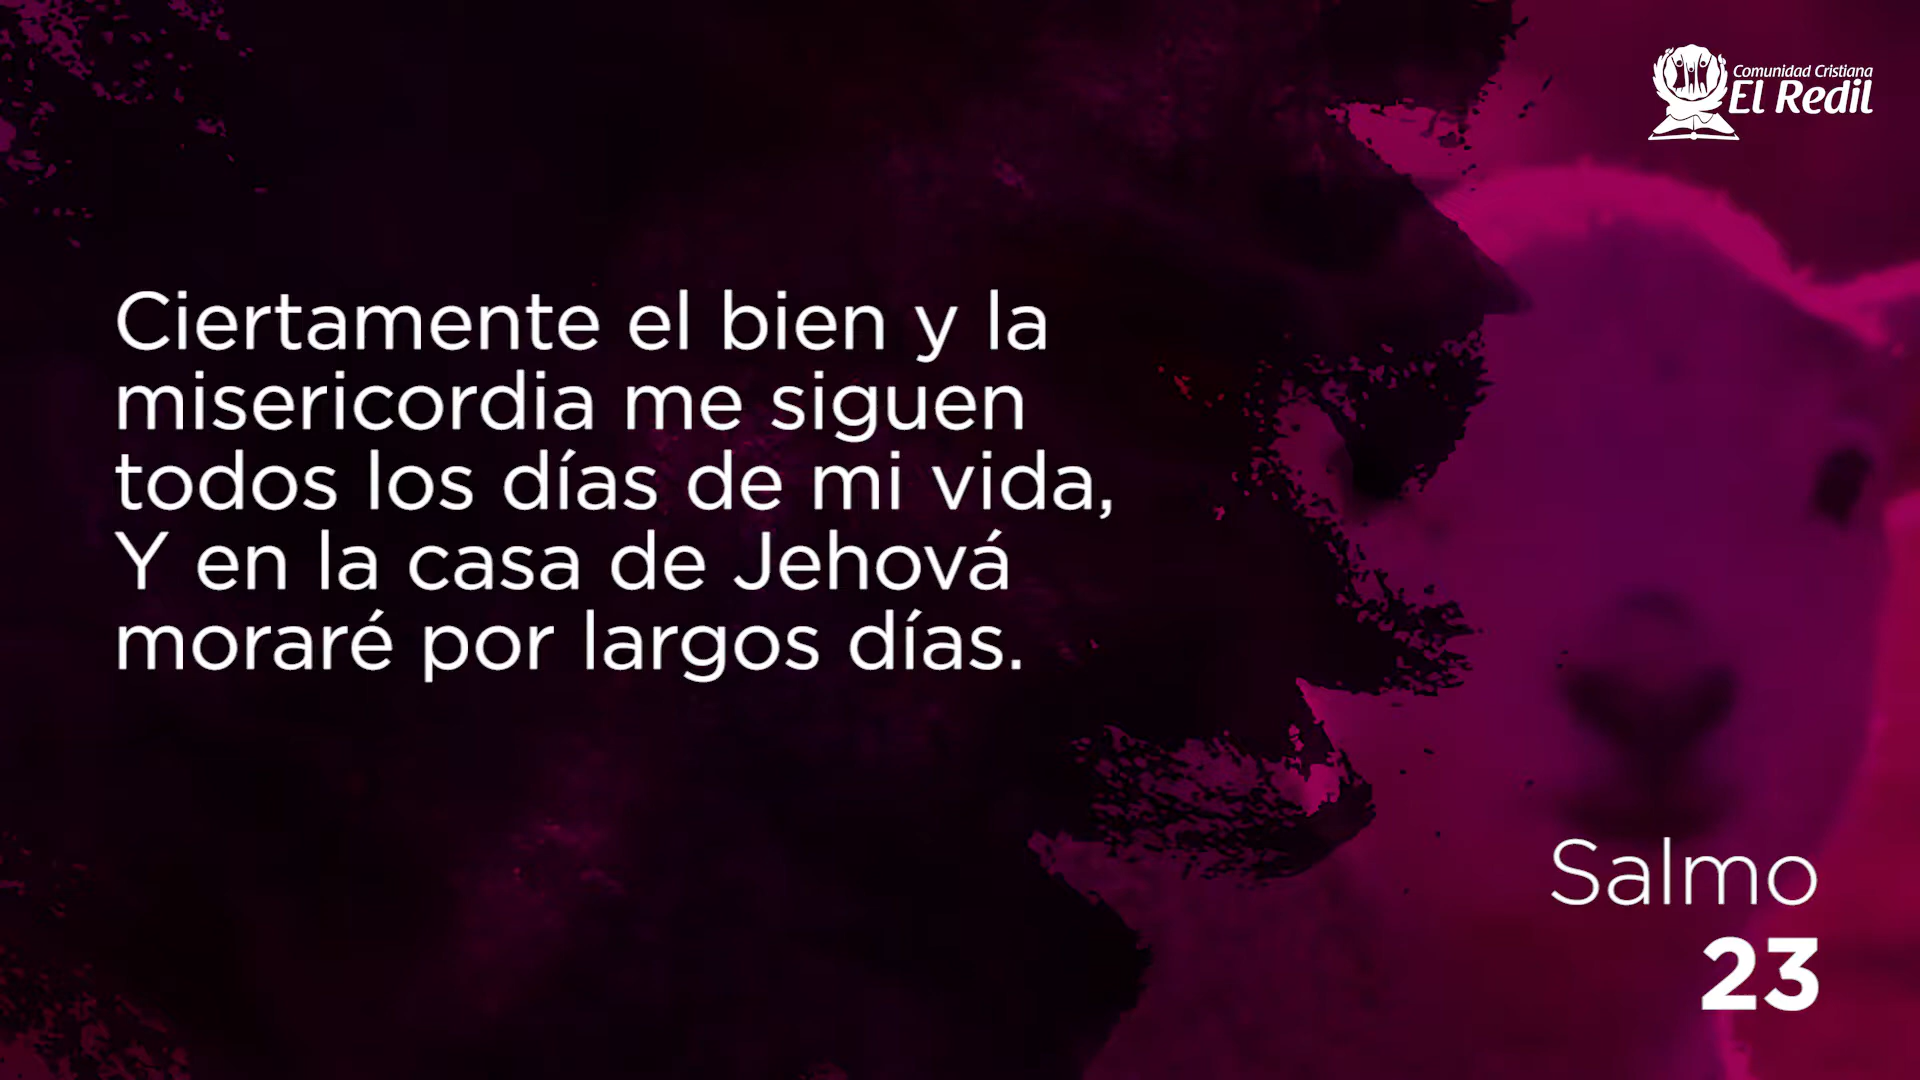 Comunidad Cristiana
El Redil
Ciertamente el bien y la
misericordia me siguen
todos los días de mi vida,
Y en la casa de Jehová
moraré por largos días.
Salmo
23